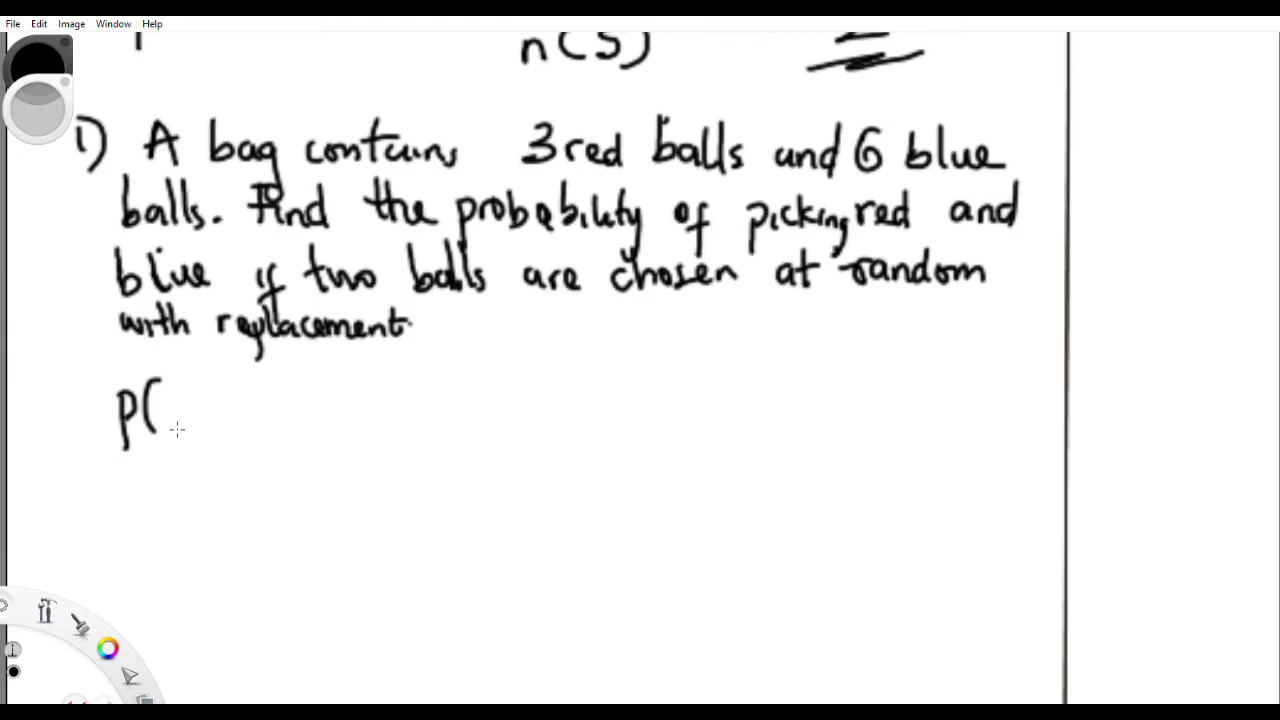 File Edit Image Window Help
n(S)
1) A bag contains 3 red balls and 6 blue
balls. Find the probability of picking red and
blue if two balls are chosen at random
with replacement.
P(